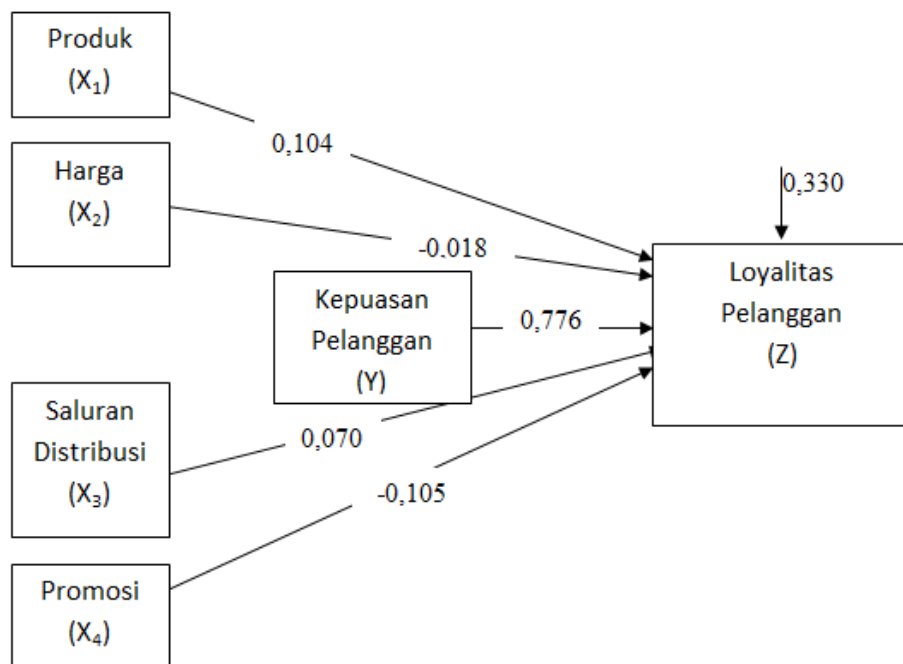 Produk
(X₁)
0,104
Harga
(X₂)
-0.018
0,330
Loyalitas
Pelanggan
(Z)
Kepuasan
Pelanggan
(Y)
0,776
Saluran
Distribusi
(X₃)
0,070
-0,105
Promosi
(X₄)